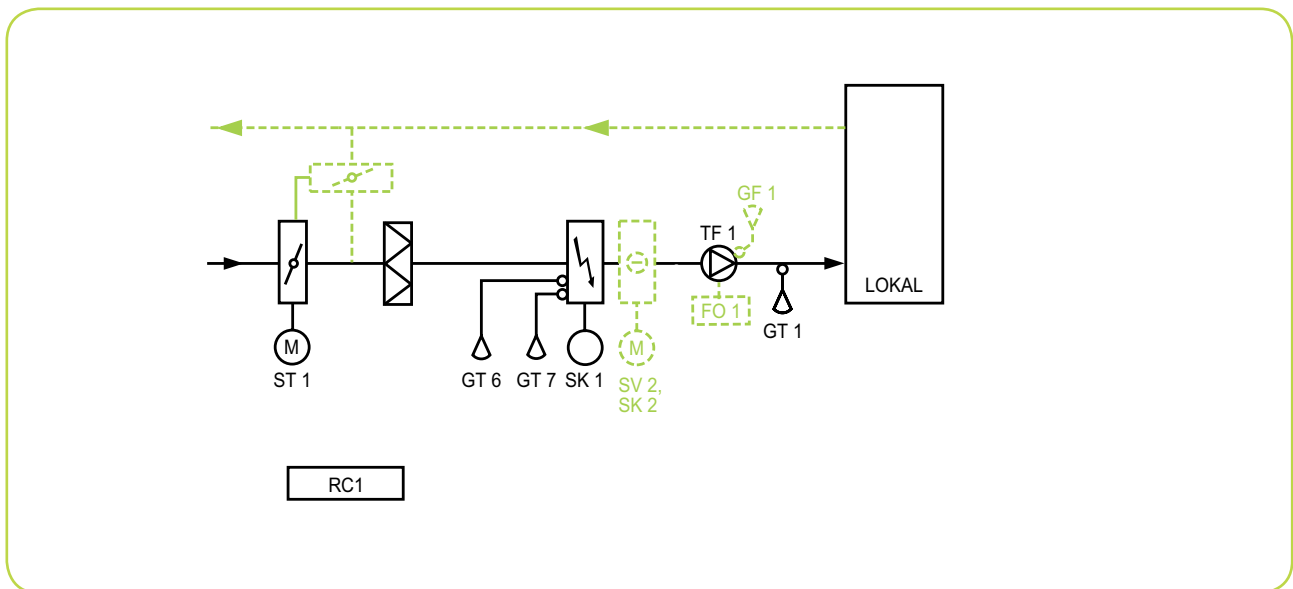 GF 1
TF 1
LOKAL
FO 1
GT 1
M
ST 1
GT 6
GT 7
SK 1
M
SV 2,
SK 2
RC1